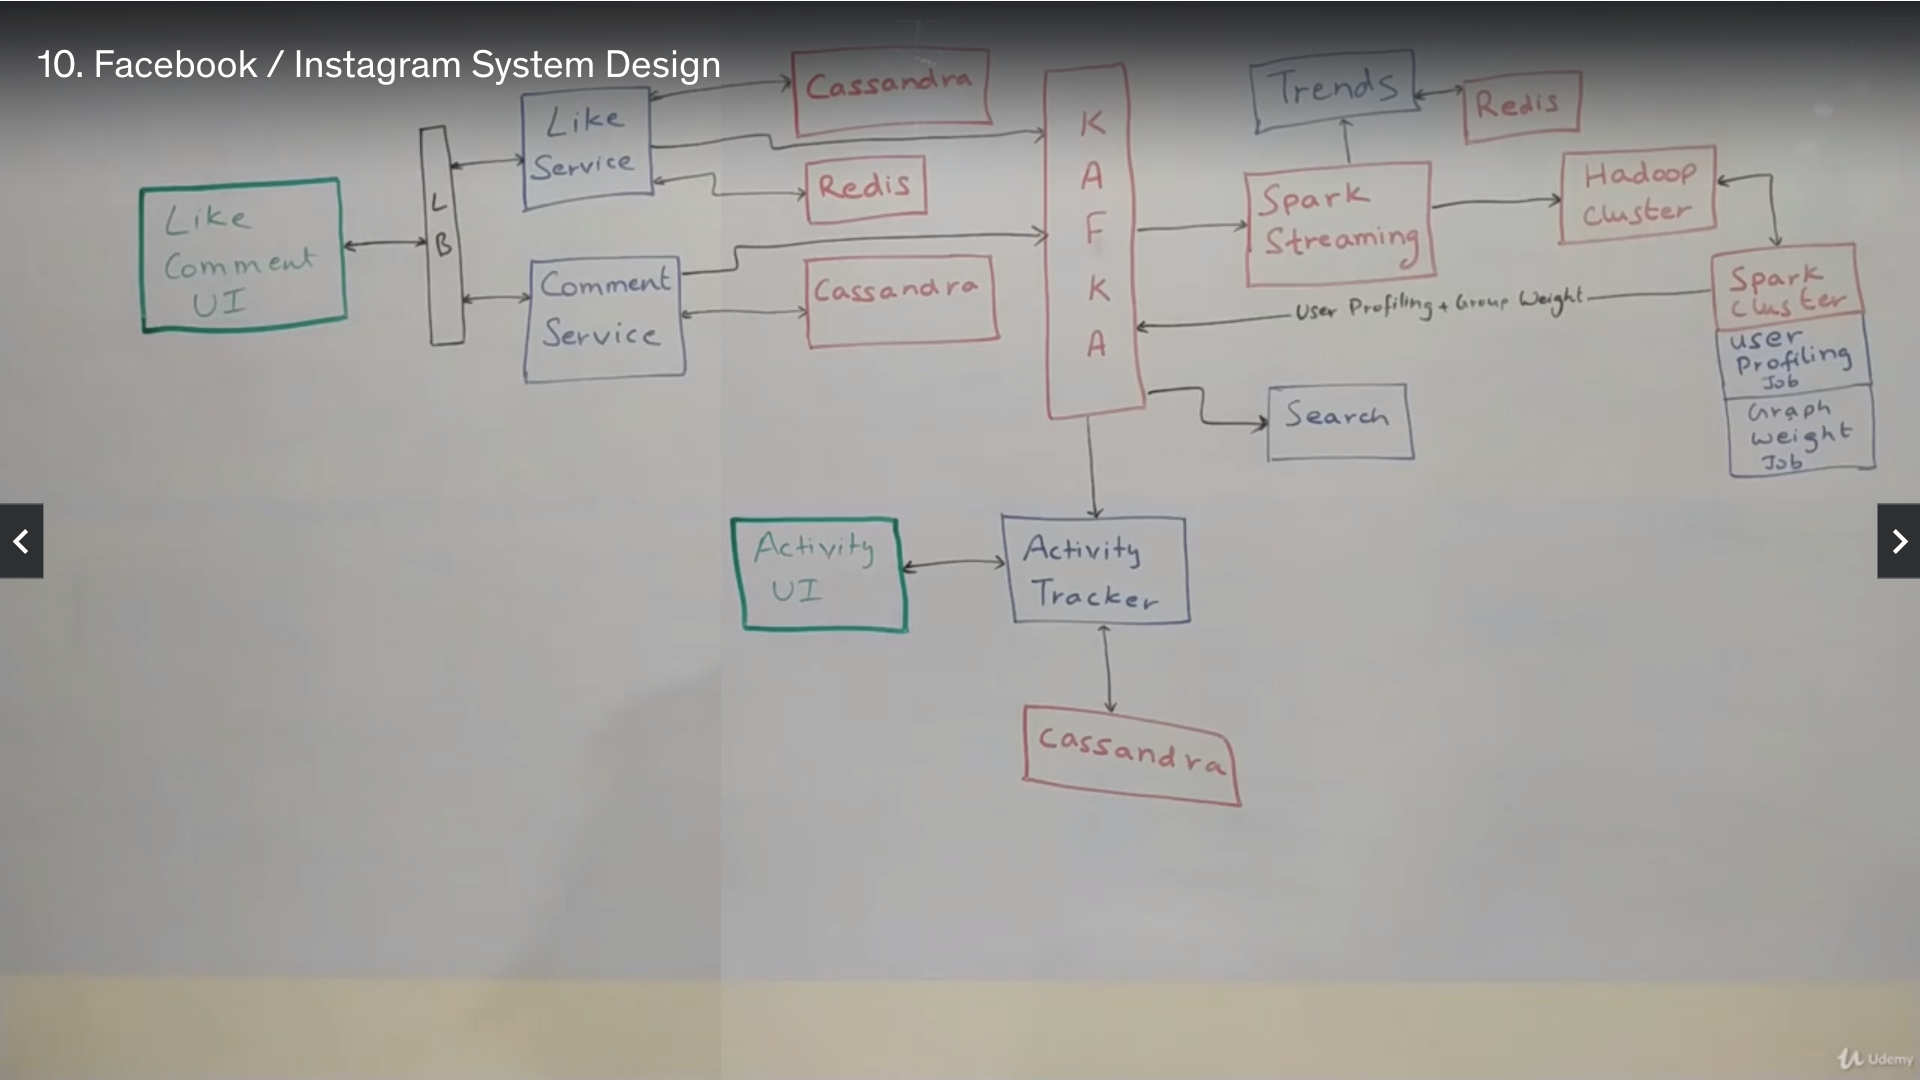 10. Facebook / Instagram System Design
Like
Comment
UI
L
B
Like
Service
Comment
Service
Cassandra
Redis
Cassandra
K
A
F
K
A
Trends
Redis
Spark
Streaming
Hadoop
Cluster
Spark
Cluster
User
Profiling
Job
Graph
Weight
Job
User Profiling + Group Weight
Search
Activity
UI
Activity
Tracker
Cassandra
Udemy